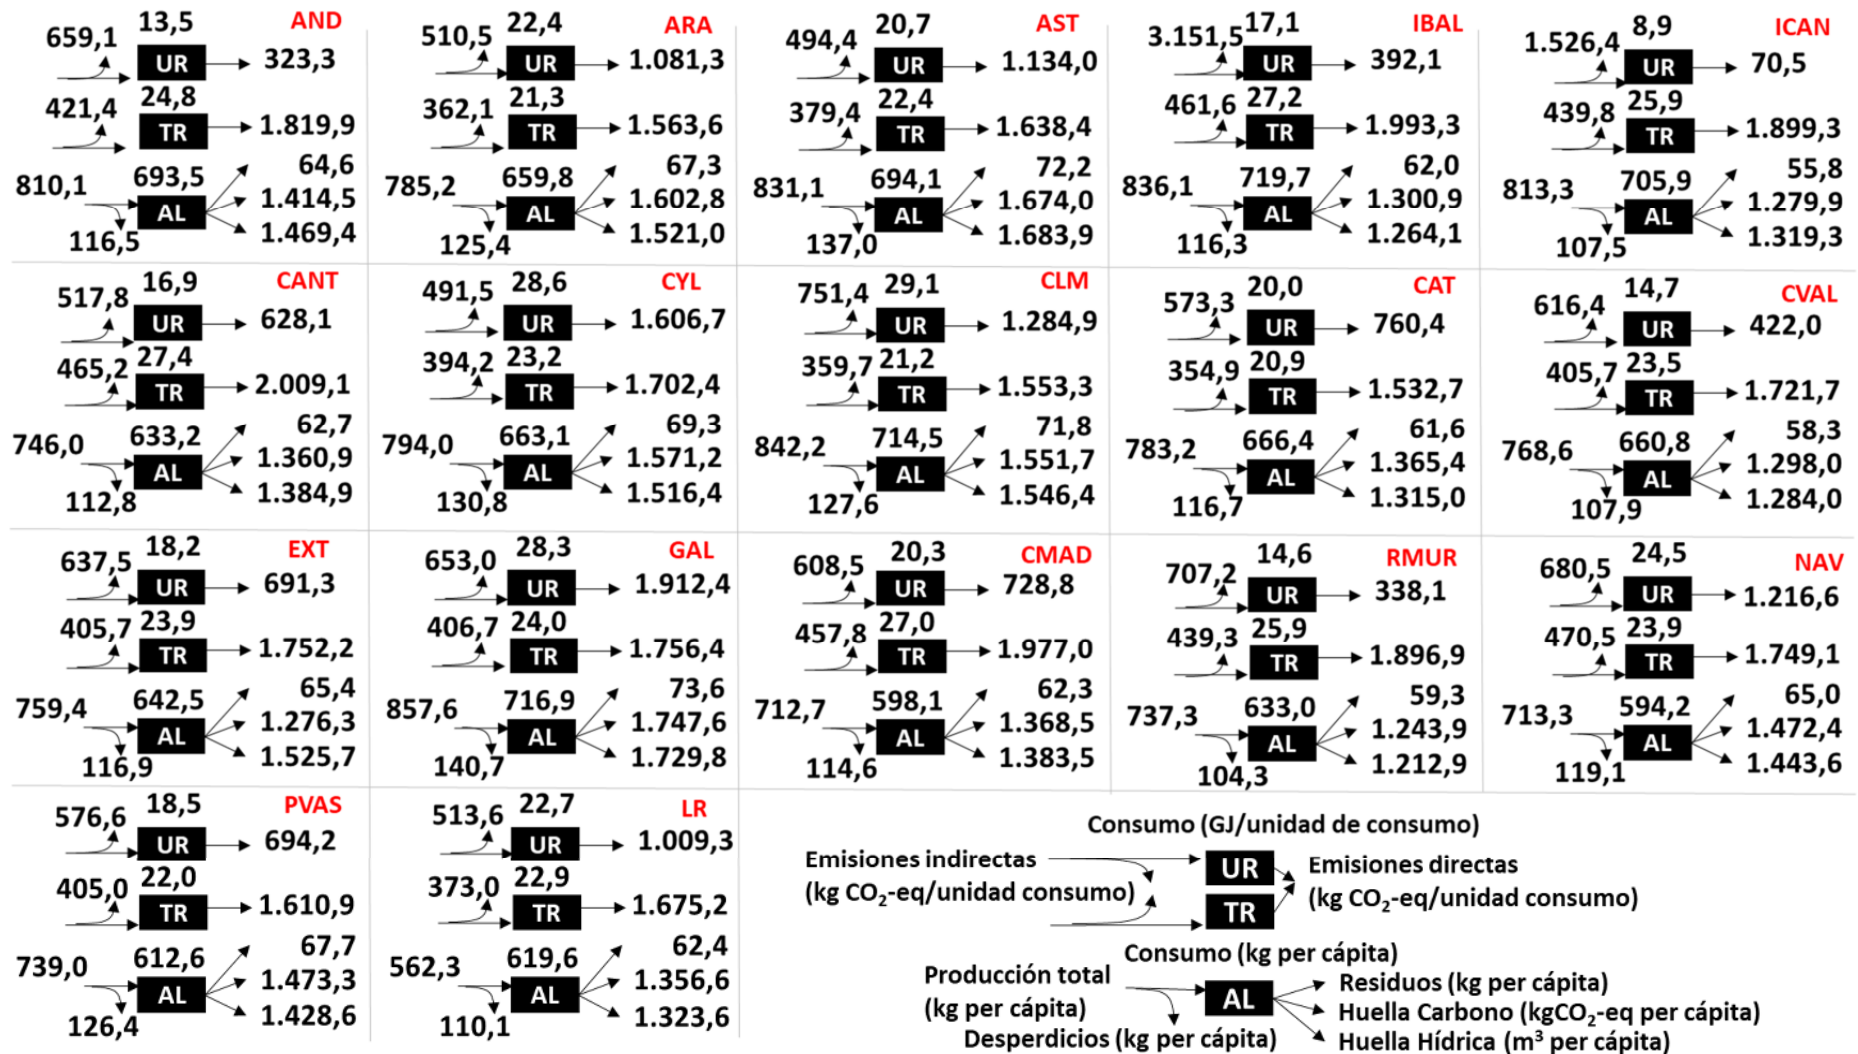 AND
13,5
659,1
UR
323,3
24,8
421,4
TR
1.819,9
64,6
810,1
693,5
AL
1.414,5
1.469,4
116,5
ARA
22,4
510,5
UR
1.081,3
21,3
362,1
TR
1.563,6
67,3
785,2
659,8
AL
1.602,8
1.521,0
125,4
AST
20,7
494,4
UR
1.134,0
22,4
379,4
TR
1.638,4
72,2
831,1
694,1
AL
1.674,0
1.683,9
137,0
IBAL
17,1
3.151,5
UR
392,1
27,2
461,6
TR
1.993,3
62,0
836,1
719,7
AL
1.300,9
1.264,1
116,3
ICAN
8,9
1.526,4
UR
70,5
25,9
439,8
TR
1.899,3
55,8
813,3
705,9
AL
1.279,9
1.319,3
107,5
CANT
16,9
517,8
UR
628,1
27,4
465,2
TR
2.009,1
62,7
746,0
633,2
AL
1.360,9
1.384,9
112,8
CYL
28,6
491,5
UR
1.606,7
23,2
394,2
TR
1.702,4
69,3
794,0
663,1
AL
1.571,2
1.516,4
130,8
CLM
29,1
751,4
UR
1.284,9
21,2
359,7
TR
1.553,3
71,8
842,2
714,5
AL
1.551,7
1.546,4
127,6
CAT
20,0
573,3
UR
760,4
20,9
354,9
TR
1.532,7
61,6
783,2
666,4
AL
1.365,4
1.315,0
116,7
CVAL
14,7
616,4
UR
422,0
23,5
405,7
TR
1.721,7
58,3
768,6
660,8
AL
1.298,0
1.284,0
107,9
EXT
18,2
637,5
UR
691,3
23,9
405,7
TR
1.752,2
65,4
759,4
642,5
AL
1.276,3
1.525,7
116,9
GAL
28,3
653,0
UR
1.912,4
24,0
406,7
TR
1.756,4
73,6
857,6
716,9
AL
1.747,6
1.729,8
140,7
CMAD
20,3
608,5
UR
728,8
27,0
457,8
TR
1.977,0
62,3
712,7
598,1
AL
1.368,5
1.383,5
114,6
RMUR
14,6
707,2
UR
338,1
25,9
439,3
TR
1.896,9
59,3
737,3
633,0
AL
1.243,9
1.212,9
104,3
NAV
24,5
680,5
UR
1.216,6
23,9
470,5
TR
1.749,1
65,0
713,3
594,2
AL
1.472,4
1.443,6
119,1
PVAS
18,5
576,6
UR
694,2
22,0
405,0
TR
1.610,9
67,7
739,0
612,6
AL
1.473,3
1.428,6
126,4
LR
22,7
513,6
UR
1.009,3
22,9
373,0
TR
1.675,2
62,4
562,3
619,6
AL
1.356,6
1.323,6
110,1
Consumo (GJ/unidad de consumo)
Emisiones indirectas
(kg CO₂-eq/unidad consumo)
UR
TR
Emisiones directas
(kg CO₂-eq/unidad consumo)
Consumo (kg per cápita)
Producción total
(kg per cápita)
AL
Desperdicios (kg per cápita)
Residuos (kg per cápita)
Huella Carbono (kgCO₂-eq per cápita)
Huella Hídrica (m³ per cápita)